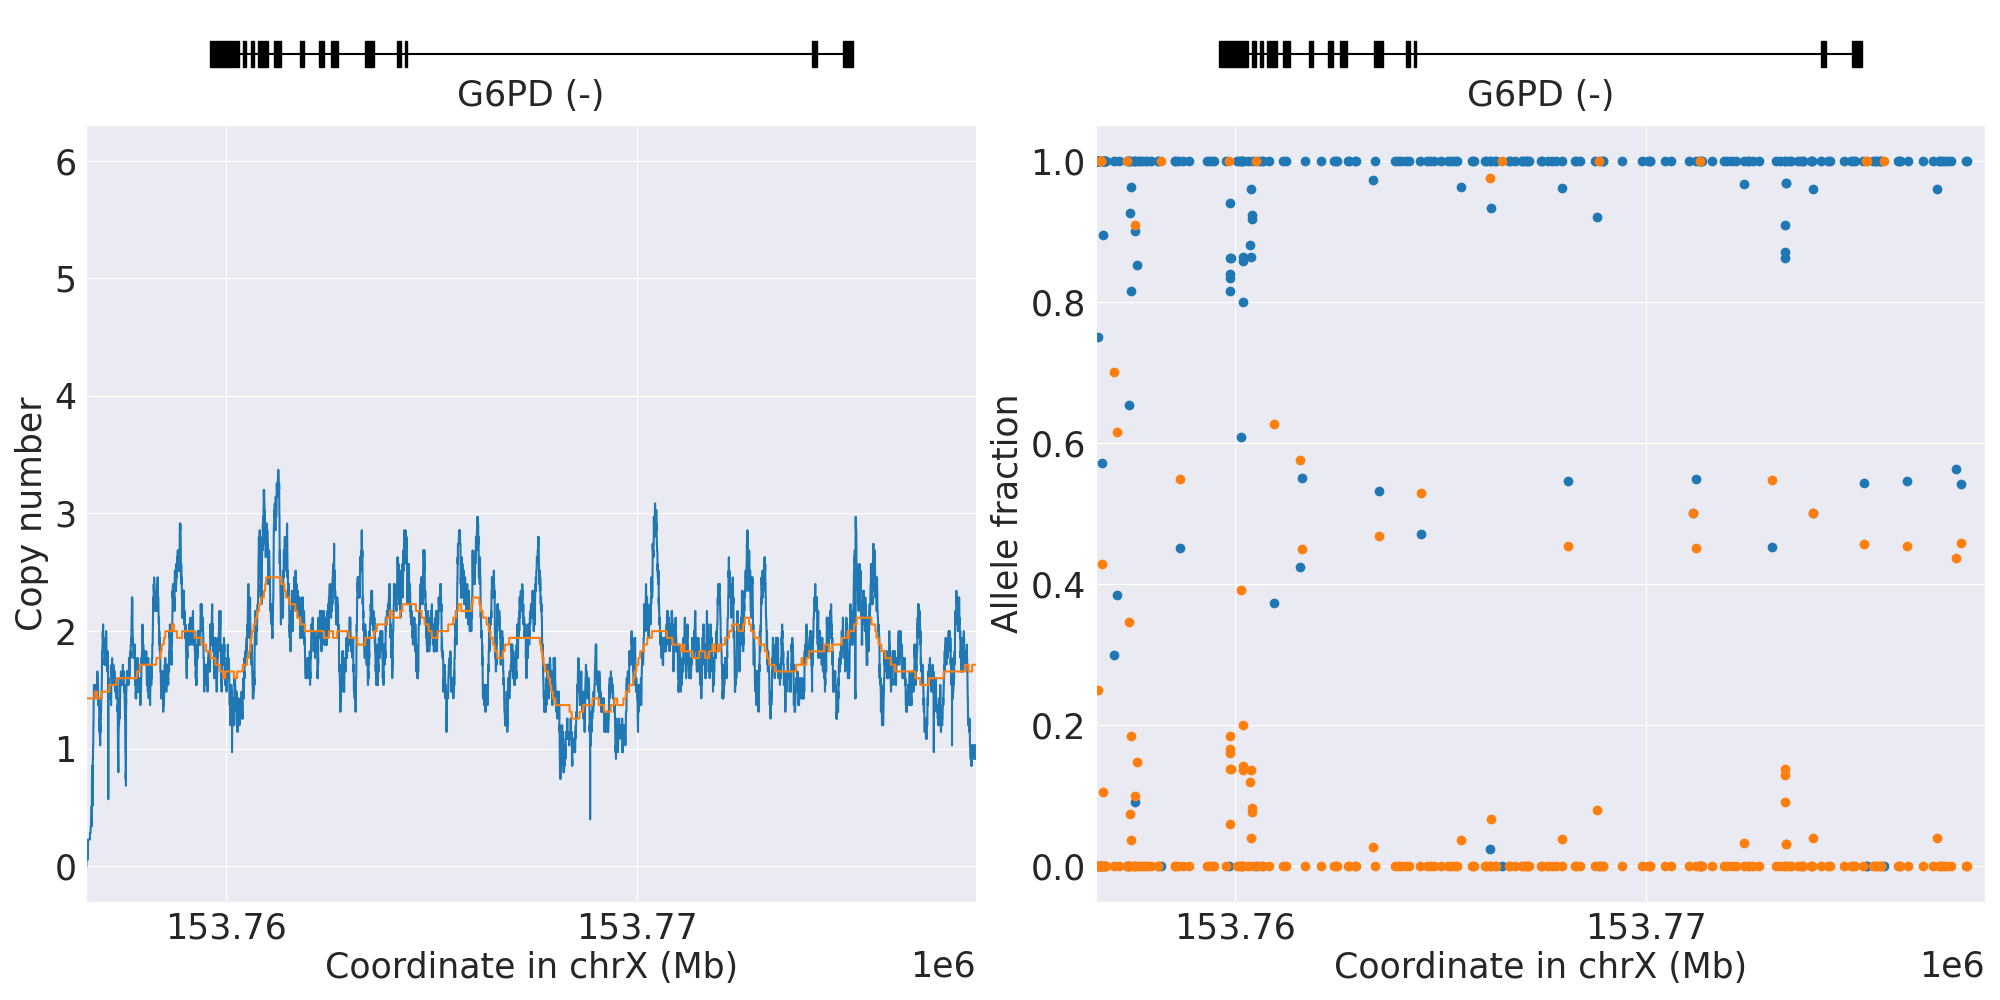 G6PD (-)
6
5
4
3
2
1
0
Copy number
153.76
153.77
Coordinate in chrX (Mb)
1e6
G6PD (-)
1.0
0.8
0.6
0.4
0.2
0.0
Allele fraction
153.76
153.77
Coordinate in chrX (Mb)
1e6